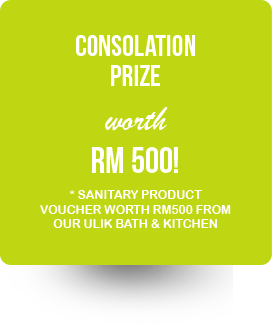 CONSOLATION
PRIZE
worth
RM 500!
* SANITARY PRODUCT
VOUCHER WORTH RM500 FROM
OUR ULIK BATH & KITCHEN